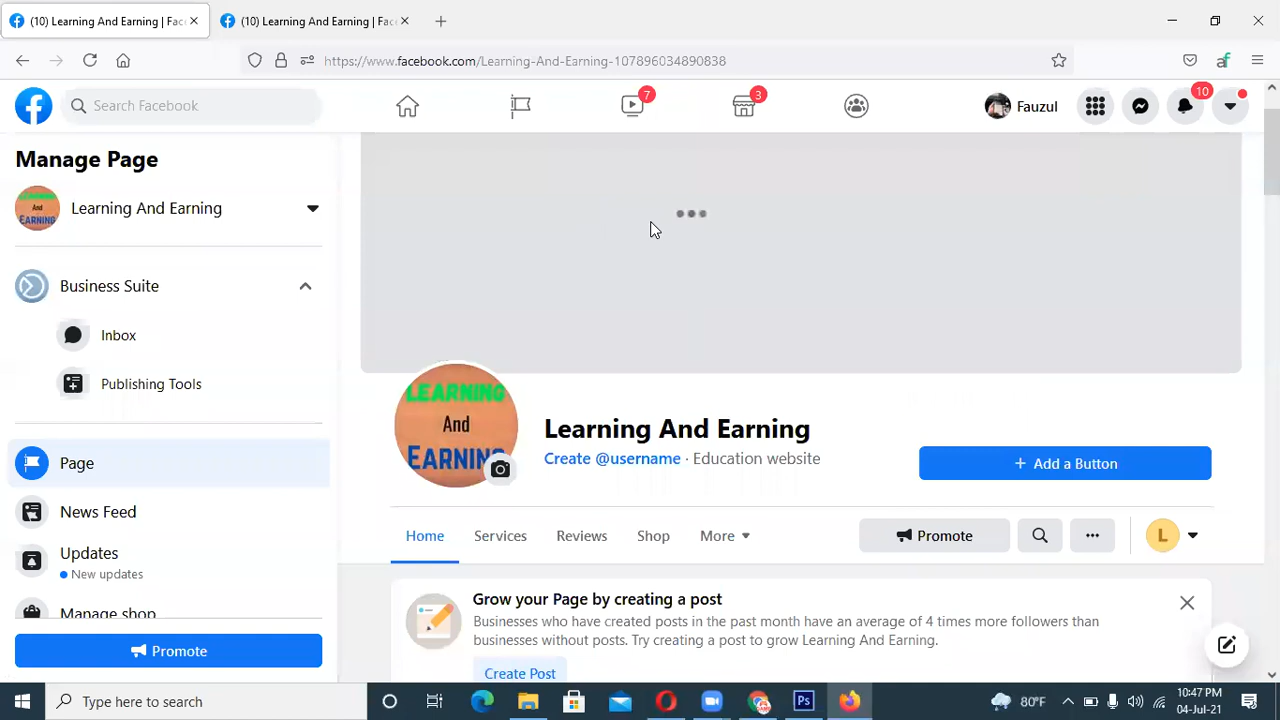 (10) Learning And Earning | Fac
(10) Learning And Earning | Fac
https://www.facebook.com/Learning-And-Earning-107896034890838
Search Facebook
7
3
Fauzul
10
Manage Page
Learning And Earning
Business Suite
Inbox
Publishing Tools
Page
News Feed
Updates
New updates
Manage shop
Promote
LEARNING
And
EARNING
Learning And Earning
Create @username · Education website
+ Add a Button
Home
Services
Reviews
Shop
More
Promote
L
Grow your Page by creating a post
Businesses who have created posts in the past month have an average of 4 times more followers than
businesses without posts. Try creating a post to grow Learning And Earning.
Create Post
Type here to search
80°F
10:47 PM
04-Jul-21